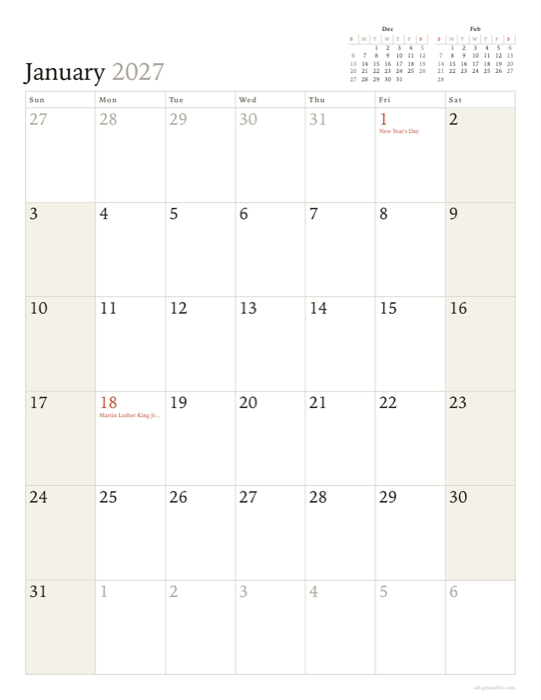 Dec
S M T W T F S
1 2 3 4 5
6 7 8 9 10 11 12
13 14 15 16 17 18 19
20 21 22 23 24 25 26
27 28 29 30 31
Feb
S M T W T F S
1 2 3 4 5 6
7 8 9 10 11 12 13
14 15 16 17 18 19 20
21 22 23 24 25 26 27
28
January 2027
Sun Mon Tue Wed Thu Fri Sat
27 28 29 30 31 1 2
New Year's Day
3 4 5 6 7 8 9
10 11 12 13 14 15 16
17 18 19 20 21 22 23
Martin Luther King Jr...
24 25 26 27 28 29 30
31 1 2 3 4 5 6
all-printable.com